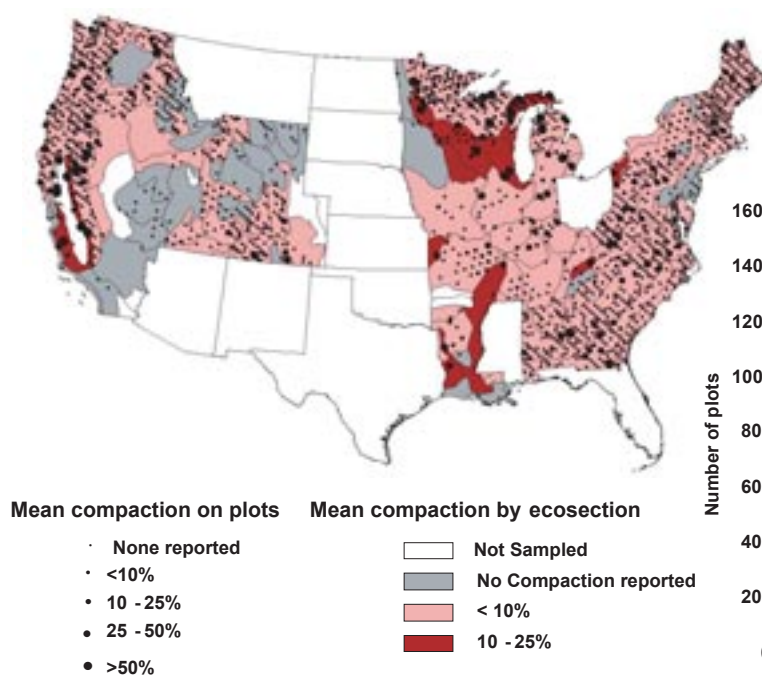 160
140
120
100
80
60
40
20
Number of plots
Mean compaction on plots
None reported
<10%
10 - 25%
25 - 50%
>50%
Mean compaction by ecosection
Not Sampled
No Compaction reported
< 10%
10 - 25%